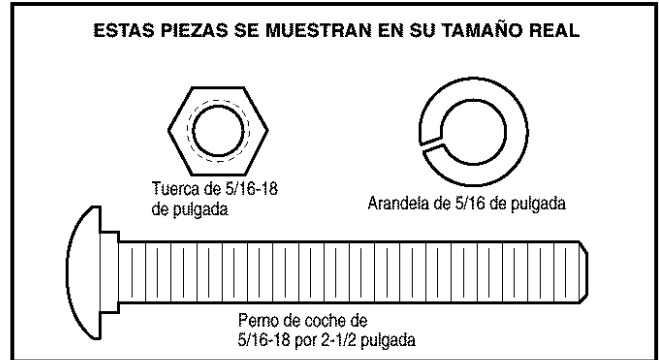 ESTAS PIEZAS SE MUESTRAN EN SU TAMAÑO REAL
Tuerca de 5/16-18
de pulgada
Arandela de 5/16 de pulgada
Perno de coche de
5/16-18 por 2-1/2 pulgada